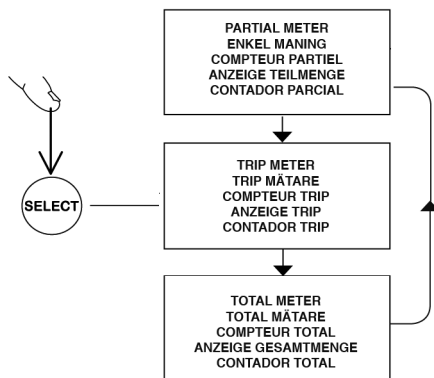 PARTIAL METER
ENKEL MANING
COMPTEUR PARTIEL
ANZEIGE TEILMENGE
CONTADOR PARCIAL
SELECT
TRIP METER
TRIP MÄTARE
COMPTEUR TRIP
ANZEIGE TRIP
CONTADOR TRIP
TOTAL METER
TOTAL MÄTARE
COMPTEUR TOTAL
ANZEIGE GESAMTMENGE
CONTADOR TOTAL